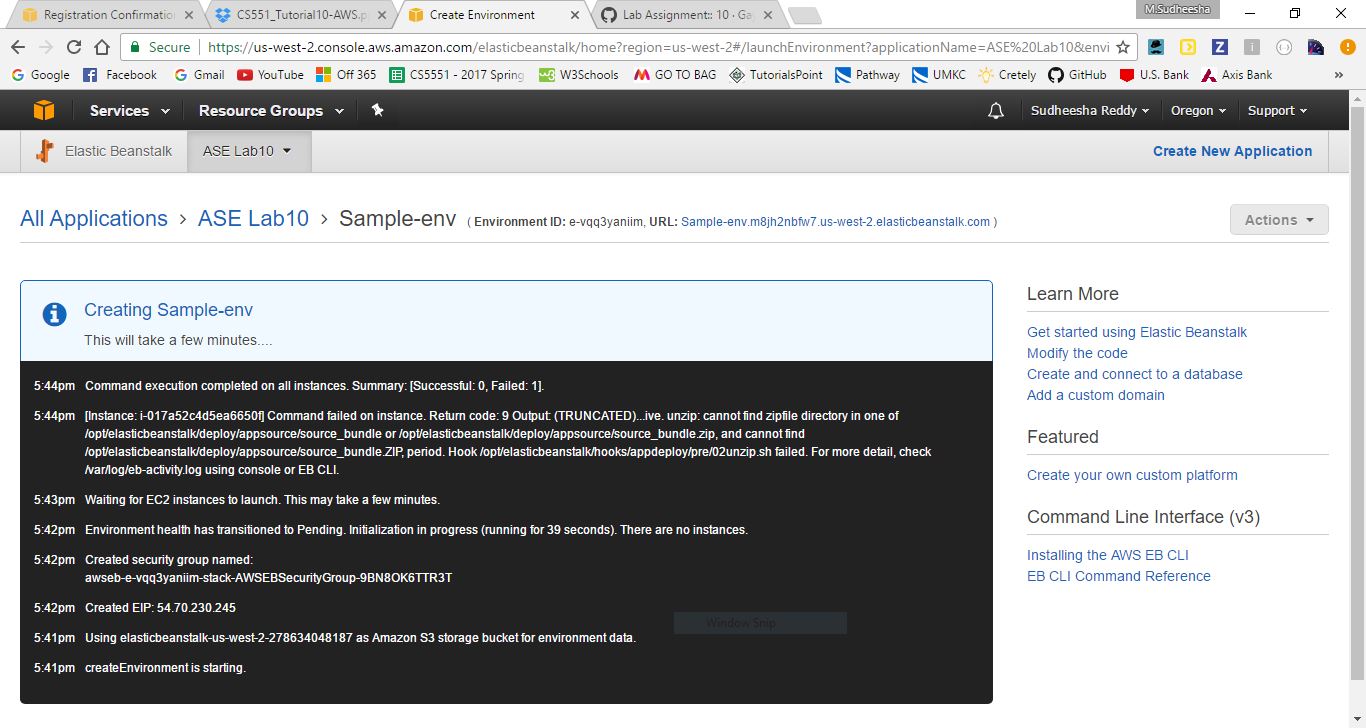 M.Sudheesha
Registration Confirmation
CS551_Tutorial10-AWS.p
Create Environment
Lab Assignment:: 10 · Ga
Secure
https://us-west-2.console.aws.amazon.com/elasticbeanstalk/home?region=us-west-2#/launchEnvironment?applicationName=ASE%20Lab10&envi
Google Facebook Gmail YouTube Off 365 CS5551 - 2017 Spring W3Schools GO TO BAG TutorialsPoint Pathway UMKC Cretely GitHub U.S. Bank Axis Bank »
Services Resource Groups Sudheesha Reddy Oregon Support
Elastic Beanstalk ASE Lab10 Create New Application
All Applications > ASE Lab10 > Sample-env ( Environment ID: e-vqq3yaniim, URL: Sample-env.m8jh2nbfw7.us-west-2.elasticbeanstalk.com )
Actions
Creating Sample-env
This will take a few minutes....
5:44pm Command execution completed on all instances. Summary: [Successful: 0, Failed: 1].
5:44pm [Instance: i-017a52c4d5ea6650f] Command failed on instance. Return code: 9 Output: (TRUNCATED)...ive. unzip: cannot find zipfile directory in one of
/opt/elasticbeanstalk/deploy/appsource/source_bundle or /opt/elasticbeanstalk/deploy/appsource/source_bundle.zip, and cannot find
/opt/elasticbeanstalk/deploy/appsource/source_bundle.ZIP, period. Hook /opt/elasticbeanstalk/hooks/appdeploy/pre/02unzip.sh failed. For more detail, check
/var/log/eb-activity.log using console or EB CLI.
5:43pm Waiting for EC2 instances to launch. This may take a few minutes.
5:42pm Environment health has transitioned to Pending. Initialization in progress (running for 39 seconds). There are no instances.
5:42pm Created security group named:
awseb-e-vqq3yaniim-stack-AWSEBSecurityGroup-9BN8OK6TTR3T
5:42pm Created EIP: 54.70.230.245
Window Snip
5:41pm Using elasticbeanstalk-us-west-2-278634048187 as Amazon S3 storage bucket for environment data.
5:41pm createEnvironment is starting.
Learn More
Get started using Elastic Beanstalk
Modify the code
Create and connect to a database
Add a custom domain
Featured
Create your own custom platform
Command Line Interface (v3)
Installing the AWS EB CLI
EB CLI Command Reference